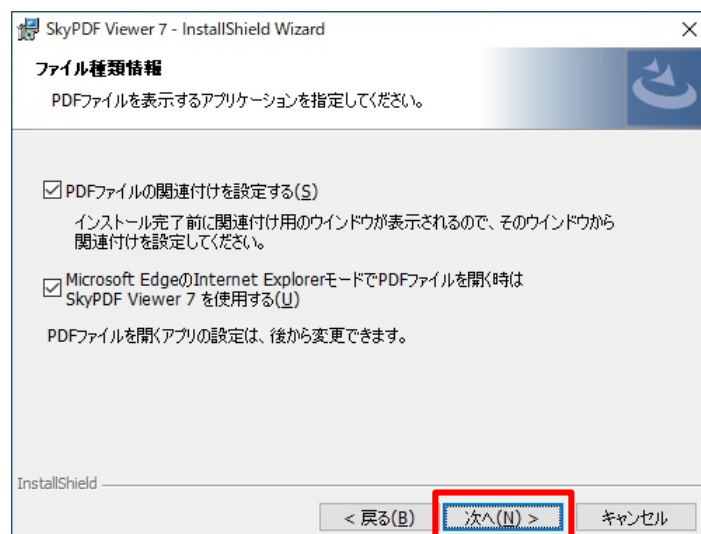 SkyPDF Viewer 7 - InstallShield Wizard
ファイル種類情報
PDFファイルを表示するアプリケーションを指定してください。
PDFファイルの関連付けを設定する(S)
インストール完了前に関連付け用のウインドウが表示されるので、そのウインドウから
関連付けを設定してください。
Microsoft EdgeのInternet ExplorerモードでPDFファイルを開く時は
SkyPDF Viewer 7 を使用する(U)
PDFファイルを開くアプリの設定は、後から変更できます。
InstallShield
< 戻る(B) 次へ(N) > キャンセル